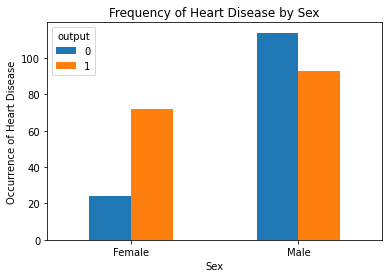 Frequency of Heart Disease by Sex
output
0
1
Occurrence of Heart Disease
100
80
60
40
20
0
Female
Male
Sex